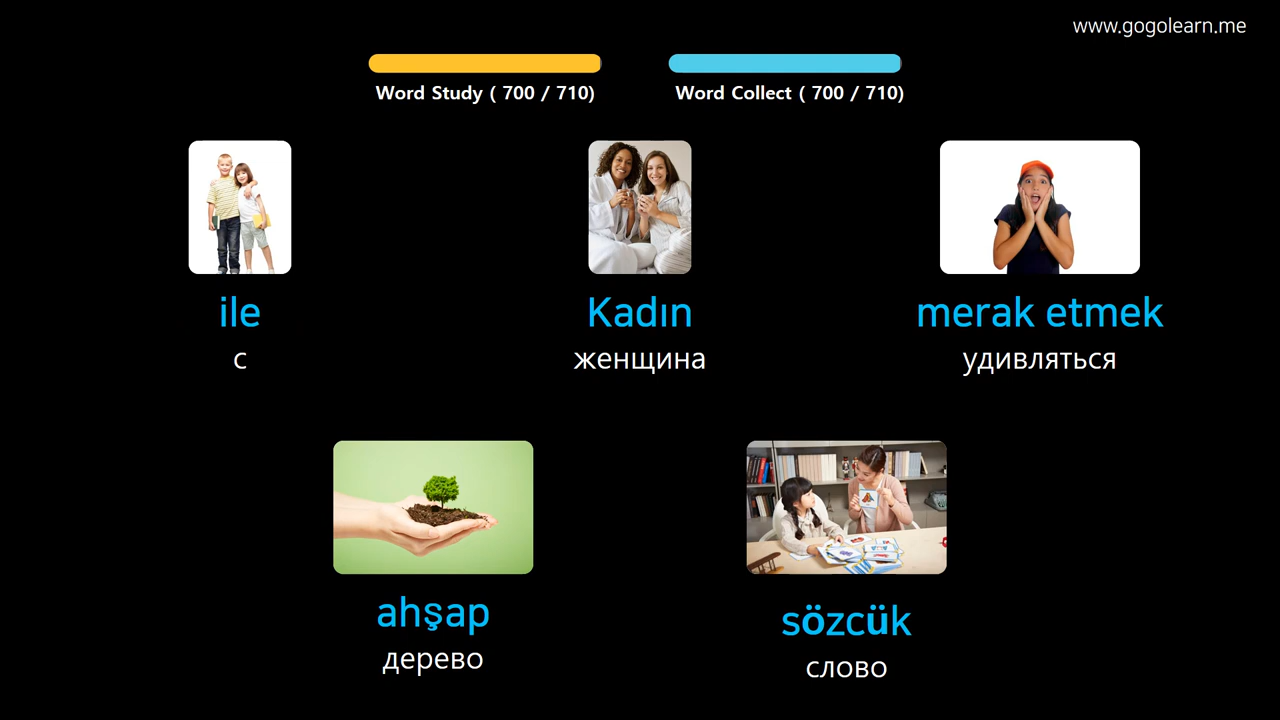 www.gogolearn.me
Word Study ( 700 / 710)
Word Collect ( 700 / 710)
ile
с
Kadın
женщина
merak etmek
удивляться
ahşap
дерево
sözcük
слово